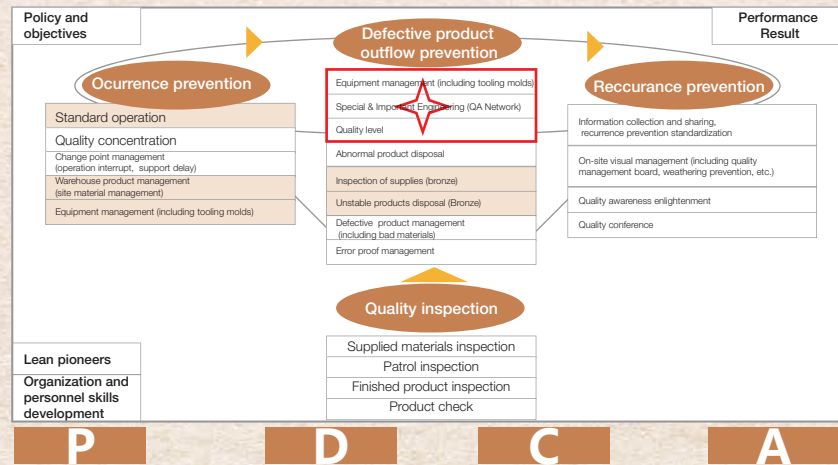 Policy and
objectives
Performance
Result
Defective product
outflow prevention
Ocurrence prevention
Reccurance prevention
Standard operation
Quality concentration
Change point management
(operation interrupt, support delay)
Warehouse product management
(site material management)
Equipment management (including tooling molds)
Equipment management (including tooling molds)
Special & Important Engineering (QA Network)
Quality level
Abnormal product disposal
Inspection of supplies (bronze)
Unstable products disposal (Bronze)
Defective product management
(including bad materials)
Error proof management
Information collection and sharing,
recurrence prevention standardization
On-site visual management (including quality
management board, weathering prevention, etc.)
Quality awareness enlightenment
Quality conference
Quality inspection
Supplied materials inspection
Patrol inspection
Finished product inspection
Product check
Lean pioneers
Organization and
personnel skills
development
P D C A